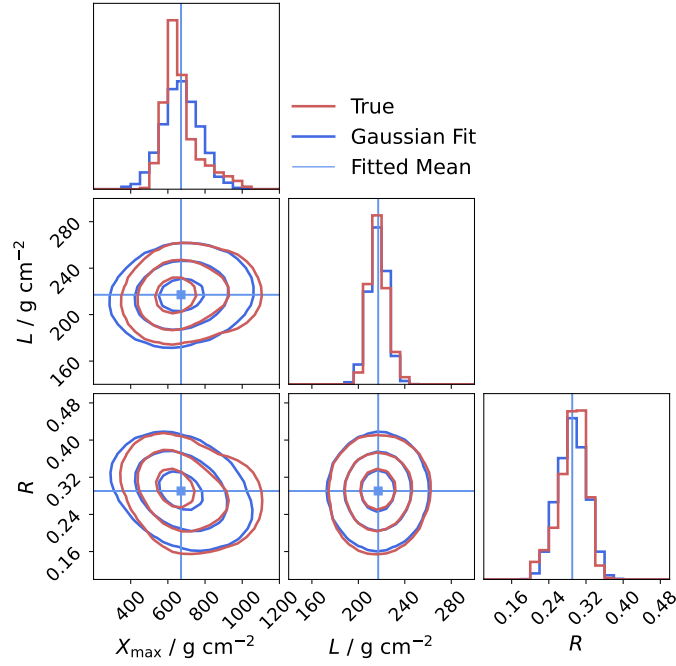 True
Gaussian Fit
Fitted Mean
280
240
200
160
L / g cm⁻²
0.48
0.40
0.32
0.24
0.16
R
400
600
800
1000
1200
X_max / g cm⁻²
160
200
240
280
L / g cm⁻²
0.16
0.24
0.32
0.40
0.48
R